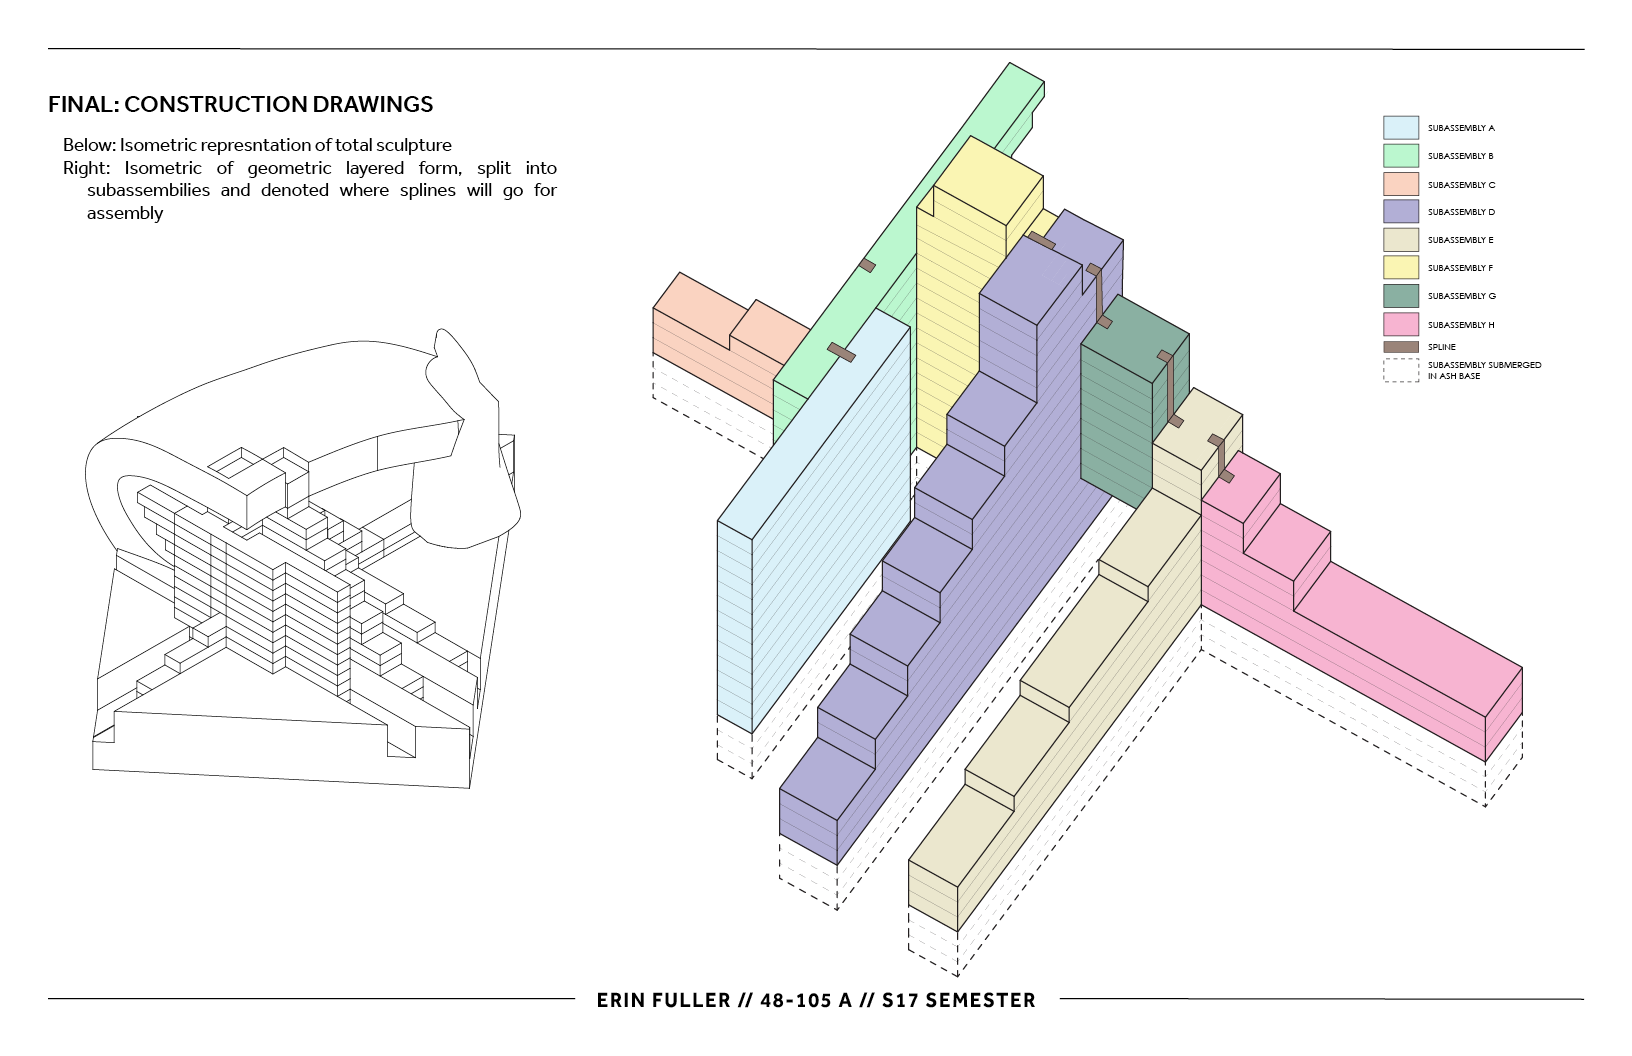 FINAL: CONSTRUCTION DRAWINGS
Below: Isometric represntation of total sculpture
Right: Isometric of geometric layered form, split into
subassembilies and denoted where splines will go for
assembly
SUBASSEMBLY A
SUBASSEMBLY B
SUBASSEMBLY C
SUBASSEMBLY D
SUBASSEMBLY E
SUBASSEMBLY F
SUBASSEMBLY G
SUBASSEMBLY H
SPLINE
SUBASSEMBLY SUBMERGED
IN ASH BASE
ERIN FULLER // 48-105 A // S17 SEMESTER